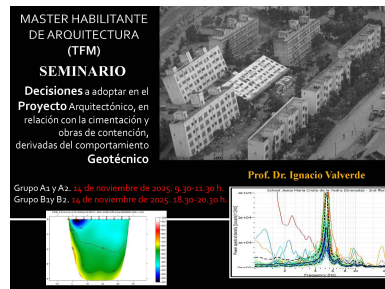 MASTER HABILITANTE
DE ARQUITECTURA
(TFM)
SEMINARIO
Decisiones a adoptar en el
Proyecto Arquitectónico, en
relación con la cimentación y
obras de contención,
derivadas del comportamiento
Geotécnico
Prof. Dr. Ignacio Valverde
Grupo A1 y A2. 14 de noviembre de 2025. 9.30-11.30 h.
Grupo B1y B2. 14 de noviembre de 2025. 18.30-20.30 h.
Frequency (Hz)